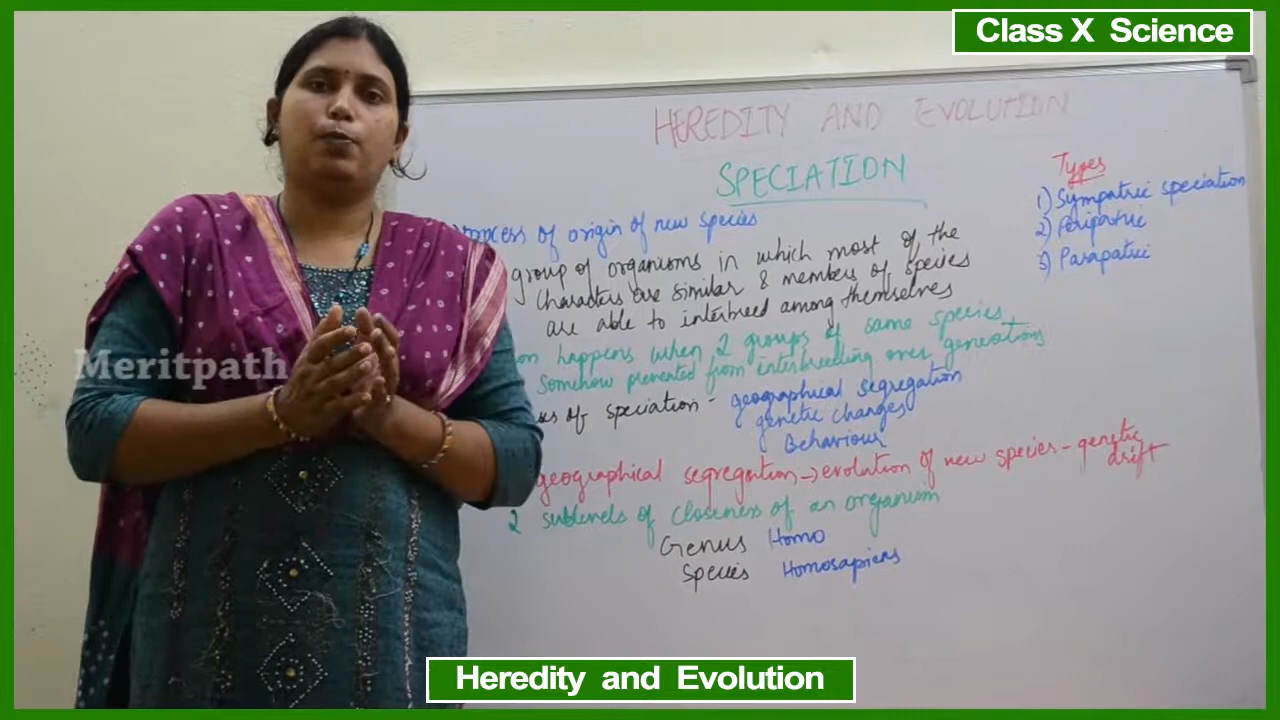 Class X Science
HEREDITY AND EVOLUTION
SPECIATION
Types
1) Sympatric speciation
2) Peripatric
3) Parapatric
process of origin of new species
group of organisms in which most of the
characters are similar & members of species
are able to interbreed among themselves
happens when 2 groups of same species
somehow prevented from interbreeding over generations
of speciation - geographical segregation
genetic changes
Behaviour
geographical segregation → evolution of new species - genetic
drift
2 sublevels of closeness of an organism
Genus Homo
Species Homosapiens
Meritpath
Heredity and Evolution